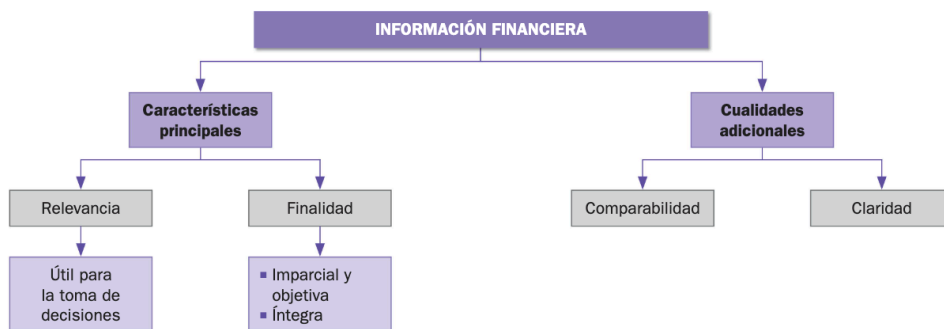 INFORMACIÓN FINANCIERA
Características
principales
Cualidades
adicionales
Relevancia
Finalidad
Comparabilidad
Claridad
Útil para
la toma de
decisiones
▪ Imparcial y
objetiva
▪ Íntegra